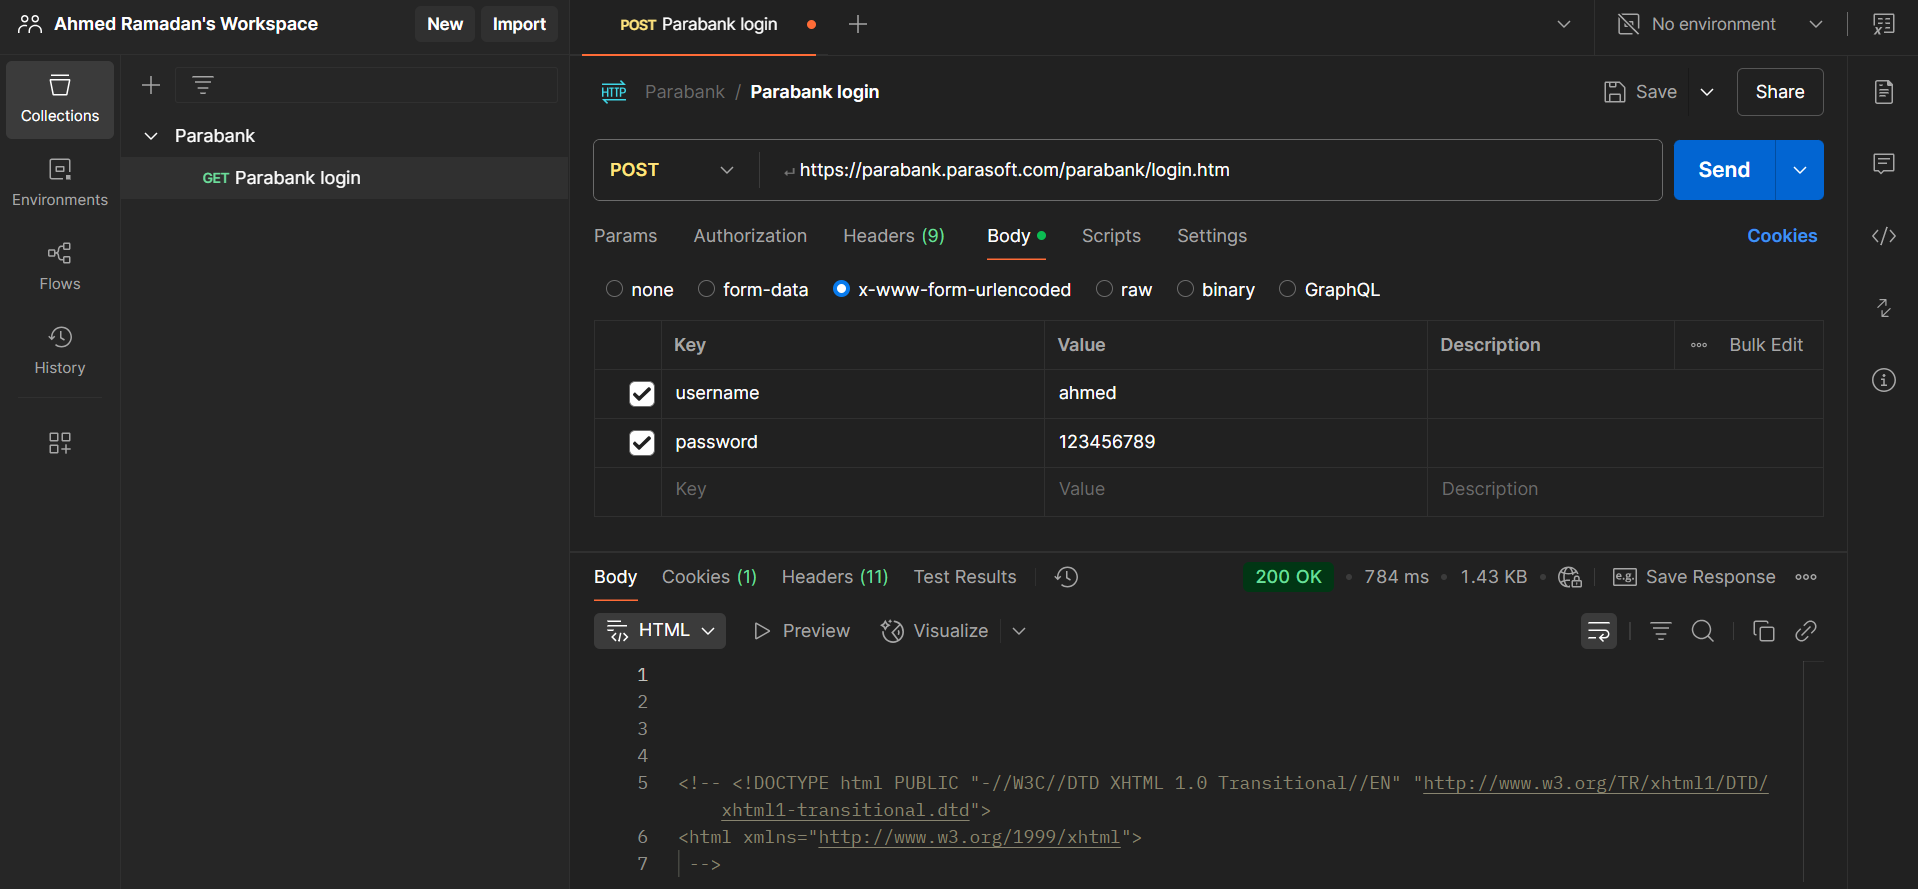 Ahmed Ramadan's Workspace
New
Import
POST Parabank login
No environment
Collections
Environments
Flows
History
Parabank
GET Parabank login
HTTP
Parabank / Parabank login
Save
Share
POST
↵ https://parabank.parasoft.com/parabank/login.htm
Send
Params
Authorization
Headers (9)
Body
Scripts
Settings
Cookies
none
form-data
x-www-form-urlencoded
raw
binary
GraphQL
Key
Value
Description
Bulk Edit
username
ahmed
password
123456789
Key
Value
Description
Body
Cookies (1)
Headers (11)
Test Results
200 OK • 784 ms • 1.43 KB •
e.g. Save Response
HTML
Preview
Visualize
1
2
3
4
5 <!-- <!DOCTYPE html PUBLIC "-//W3C//DTD XHTML 1.0 Transitional//EN" "http://www.w3.org/TR/xhtml1/DTD/
xhtml1-transitional.dtd">
6 <html xmlns="http://www.w3.org/1999/xhtml">
7 -->